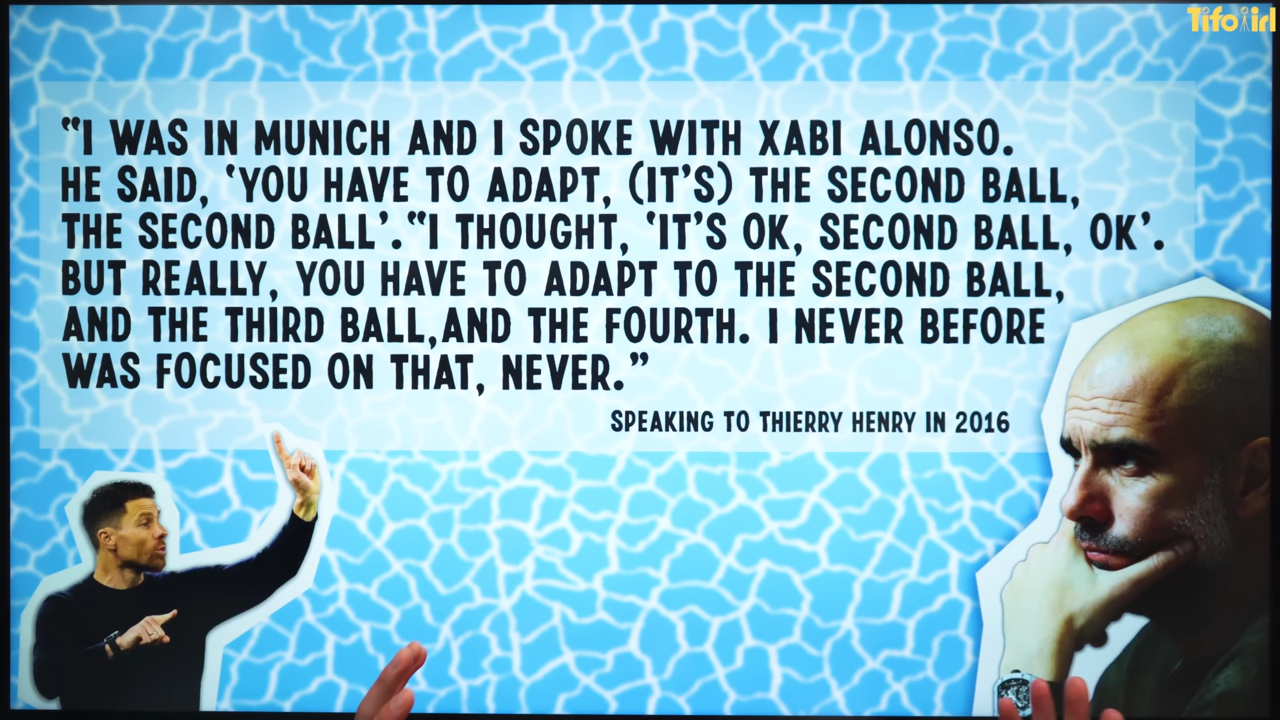 Tifo irl
“I WAS IN MUNICH AND I SPOKE WITH XABI ALONSO.
HE SAID, ‘YOU HAVE TO ADAPT, (IT’S) THE SECOND BALL,
THE SECOND BALL’.“I THOUGHT, ‘IT’S OK, SECOND BALL, OK’.
BUT REALLY, YOU HAVE TO ADAPT TO THE SECOND BALL,
AND THE THIRD BALL,AND THE FOURTH. I NEVER BEFORE
WAS FOCUSED ON THAT, NEVER.”
SPEAKING TO THIERRY HENRY IN 2016